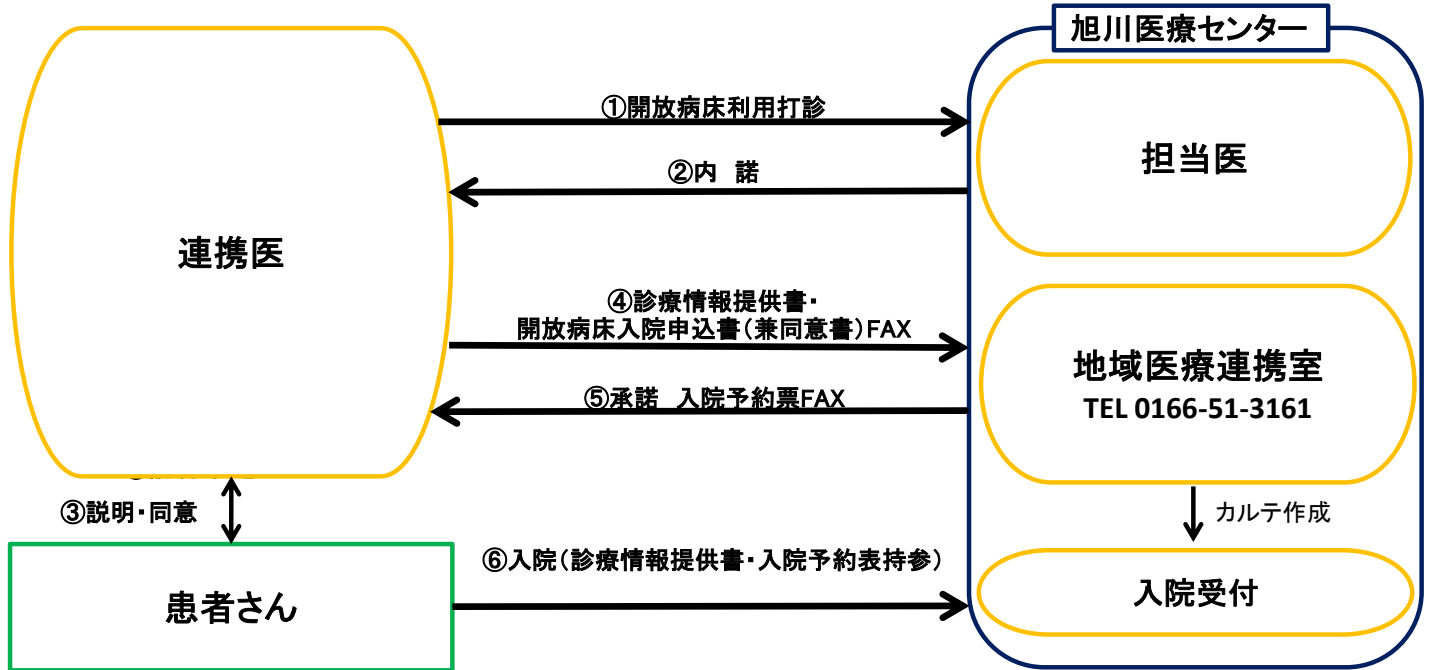 旭川医療センター
①開放病床利用打診
担当医
②内　諾
連携医
④診療情報提供書・
開放病床入院申込書（兼同意書）FAX
地域医療連携室
TEL 0166-51-3161
⑤承諾　入院予約票FAX
③説明・同意
カルテ作成
⑥入院（診療情報提供書・入院予約表持参）
入院受付
患者さん